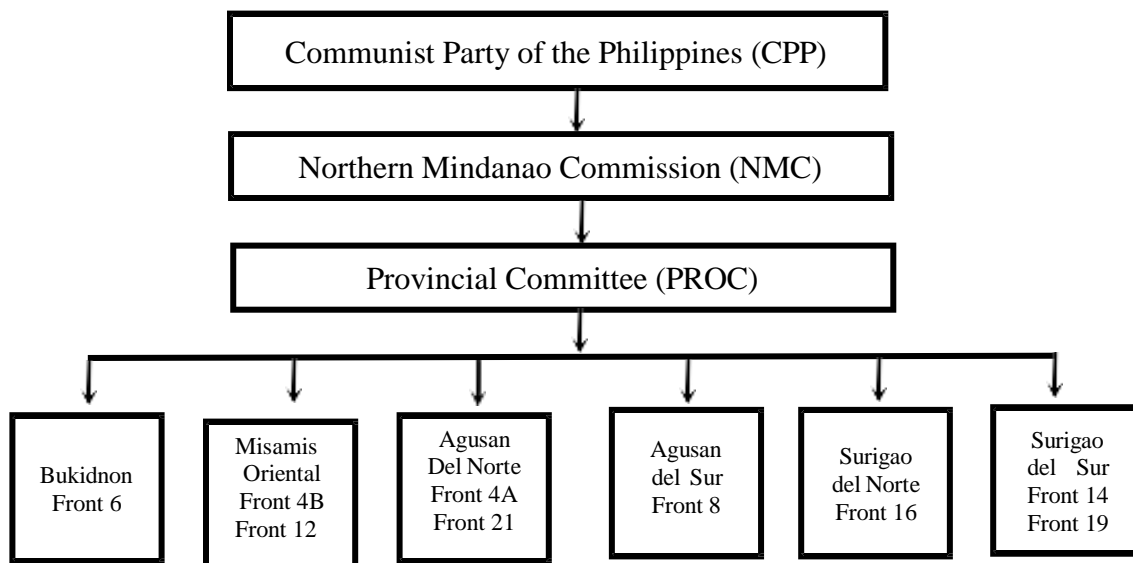 Communist Party of the Philippines (CPP)
Northern Mindanao Commission (NMC)
Provincial Committee (PROC)
Bukidnon
Front 6
Misamis
Oriental
Front 4B
Front 12
Agusan
Del Norte
Front 4A
Front 21
Agusan
del Sur
Front 8
Surigao
del Norte
Front 16
Surigao
del Sur
Front 14
Front 19